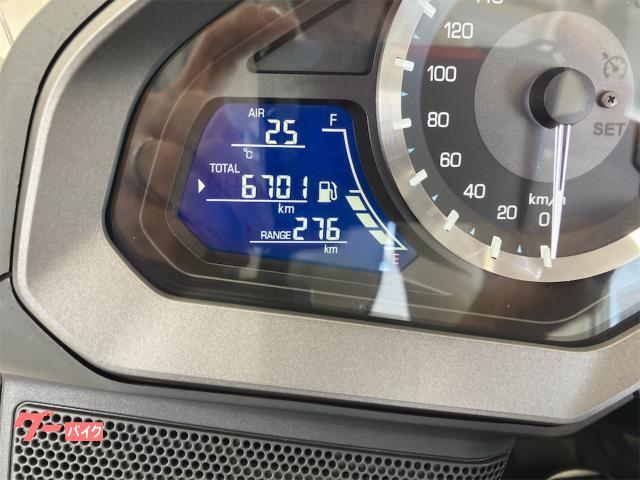 AIR
25
℃
TOTAL
6701
km
RANGE 276
km
F
E
120
100
80
60
40
20
0
km/h
SET
グーバイク